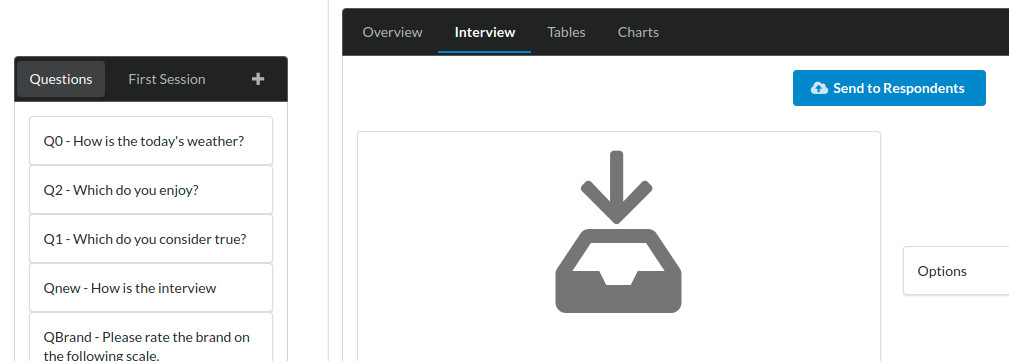 Overview
Interview
Tables
Charts
Questions
First Session
Send to Respondents
Q0 - How is the today's weather?
Q2 - Which do you enjoy?
Q1 - Which do you consider true?
Qnew - How is the interview
QBrand - Please rate the brand on
the following scale.
Options